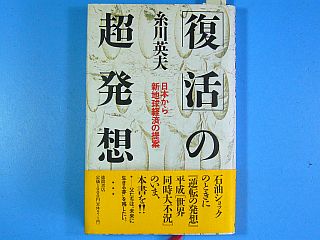 「復活」の
超発想
糸川英夫
日本から
新地球経済の提案
石油ショック
のときに
『逆転の発想』
平成「世界
同時大不況」
のいま、
本書を!!